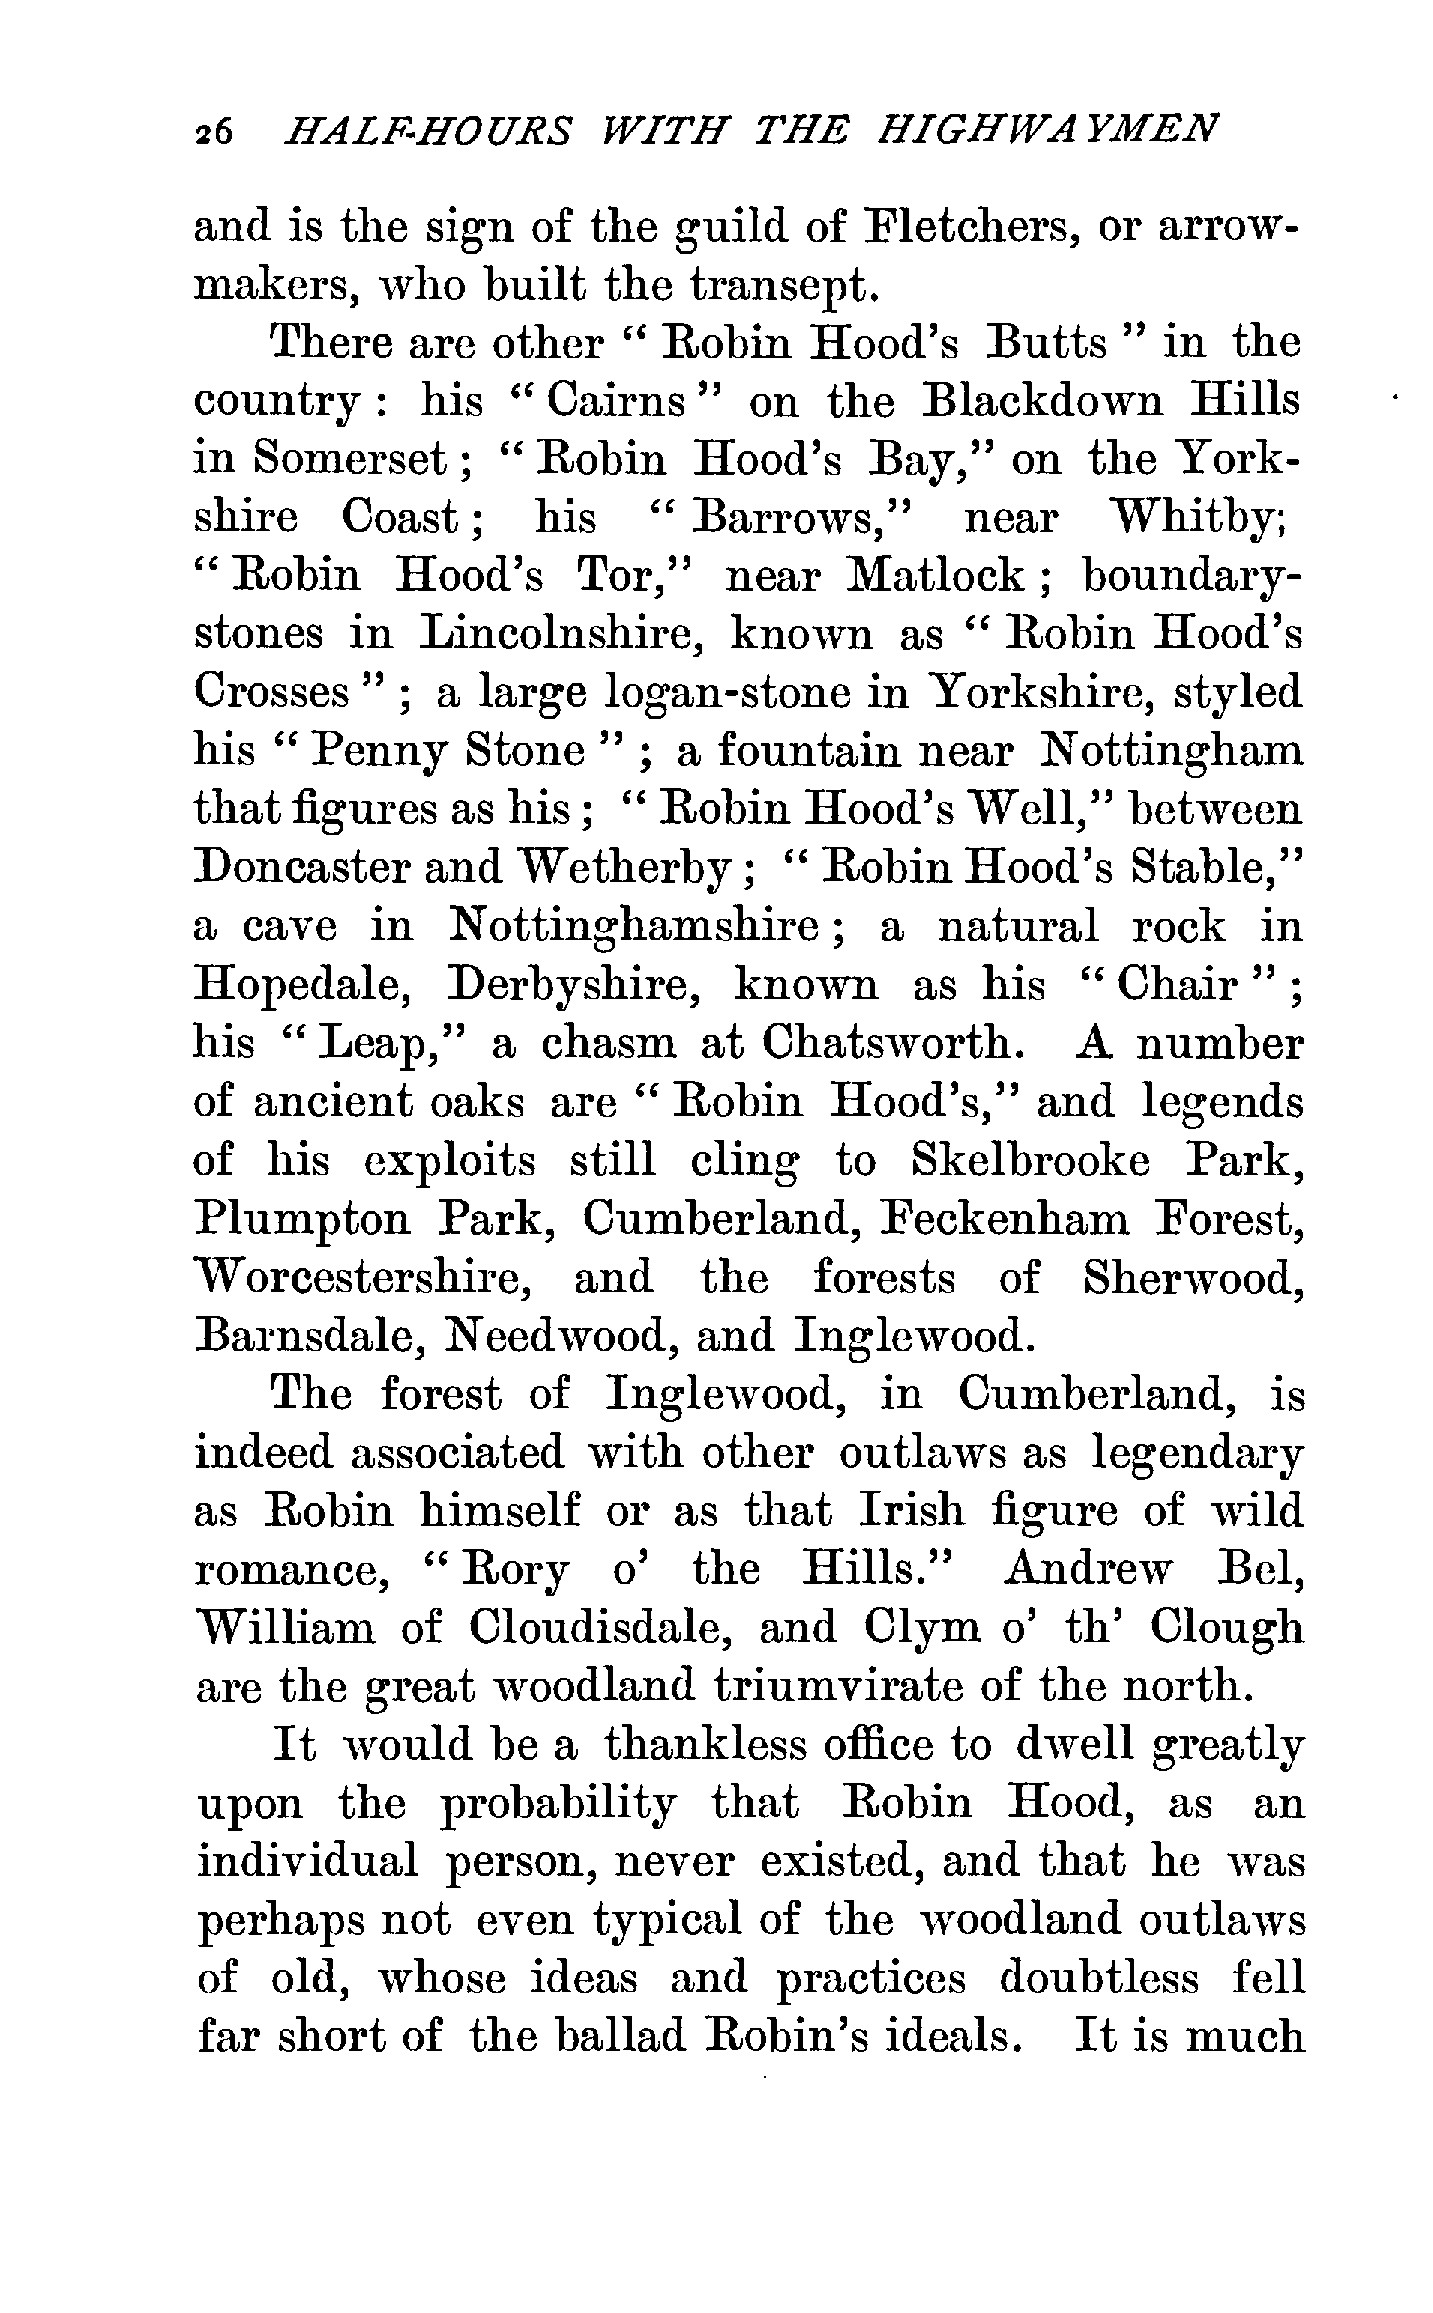 26 HALF-HOURS WITH THE HIGHWAYMEN
and is the sign of the guild of Fletchers, or arrow-
makers, who built the transept.
There are other " Robin Hood's Butts " in the
country : his " Cairns " on the Blackdown Hills
in Somerset ; " Robin Hood's Bay," on the York-
shire Coast ; his " Barrows," near Whitby;
" Robin Hood's Tor," near Matlock ; boundary-
stones in Lincolnshire, known as " Robin Hood's
Crosses " ; a large logan-stone in Yorkshire, styled
his " Penny Stone " ; a fountain near Nottingham
that figures as his ; " Robin Hood's Well," between
Doncaster and Wetherby ; " Robin Hood's Stable,"
a cave in Nottinghamshire ; a natural rock in
Hopedale, Derbyshire, known as his " Chair " ;
his " Leap," a chasm at Chatsworth. A number
of ancient oaks are " Robin Hood's," and legends
of his exploits still cling to Skelbrooke Park,
Plumpton Park, Cumberland, Feckenham Forest,
Worcestershire, and the forests of Sherwood,
Barnsdale, Needwood, and Inglewood.
The forest of Inglewood, in Cumberland, is
indeed associated with other outlaws as legendary
as Robin himself or as that Irish figure of wild
romance, " Rory o' the Hills." Andrew Bel,
William of Cloudisdale, and Clym o' th' Clough
are the great woodland triumvirate of the north.
It would be a thankless office to dwell greatly
upon the probability that Robin Hood, as an
individual person, never existed, and that he was
perhaps not even typical of the woodland outlaws
of old, whose ideas and practices doubtless fell
far short of the ballad Robin's ideals. It is much